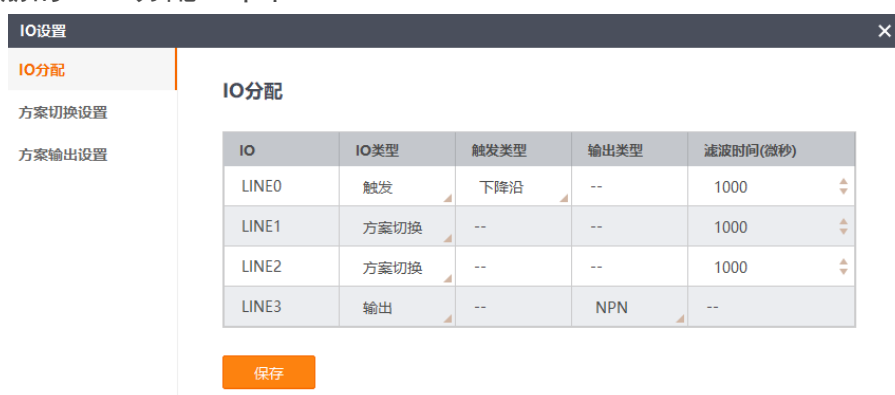 IO设置
IO分配
方案切换设置
方案输出设置
IO分配
IO IO类型 触发类型 输出类型 滤波时间(微秒)
LINE0 触发 下降沿 -- 1000
LINE1 方案切换 -- -- 1000
LINE2 方案切换 -- -- 1000
LINE3 输出 -- NPN --
保存